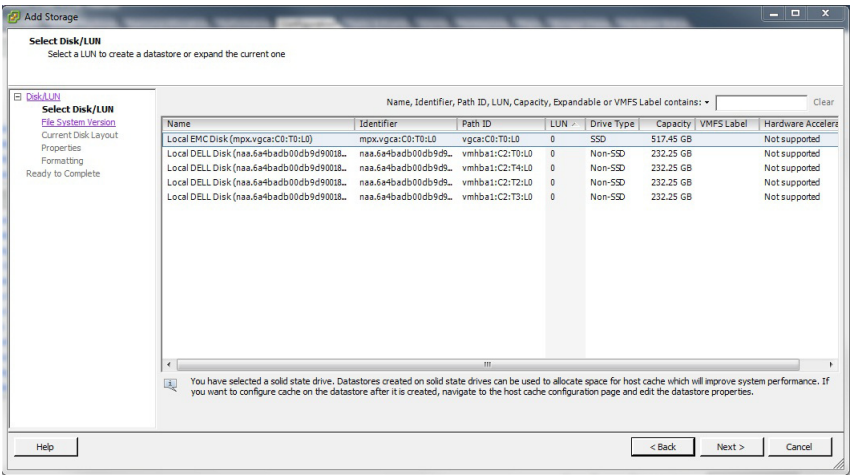 Add Storage
Select Disk/LUN
Select a LUN to create a datastore or expand the current one
Disk/LUN
Select Disk/LUN
File System Version
Current Disk Layout
Properties
Formatting
Ready to Complete
Name, Identifier, Path ID, LUN, Capacity, Expandable or VMFS Label contains: Clear
Name Identifier Path ID LUN Drive Type Capacity VMFS Label Hardware Accelera
Local EMC Disk (mpx.vgca:C0:T0:L0) mpx.vgca:C0:T0:L0 vgca:C0:T0:L0 0 SSD 517.45 GB Not supported
Local DELL Disk (naa.6a4badb00db9d90018... naa.6a4badb00db9d9... vmhba1:C2:T0:L0 0 Non-SSD 232.25 GB Not supported
Local DELL Disk (naa.6a4badb00db9d90018... naa.6a4badb00db9d9... vmhba1:C2:T4:L0 0 Non-SSD 232.25 GB Not supported
Local DELL Disk (naa.6a4badb00db9d90018... naa.6a4badb00db9d9... vmhba1:C2:T2:L0 0 Non-SSD 232.25 GB Not supported
Local DELL Disk (naa.6a4badb00db9d90018... naa.6a4badb00db9d9... vmhba1:C2:T3:L0 0 Non-SSD 232.25 GB Not supported
You have selected a solid state drive. Datastores created on solid state drives can be used to allocate space for host cache which will improve system performance. If
you want to configure cache on the datastore after it is created, navigate to the host cache configuration page and edit the datastore properties.
Help < Back Next > Cancel